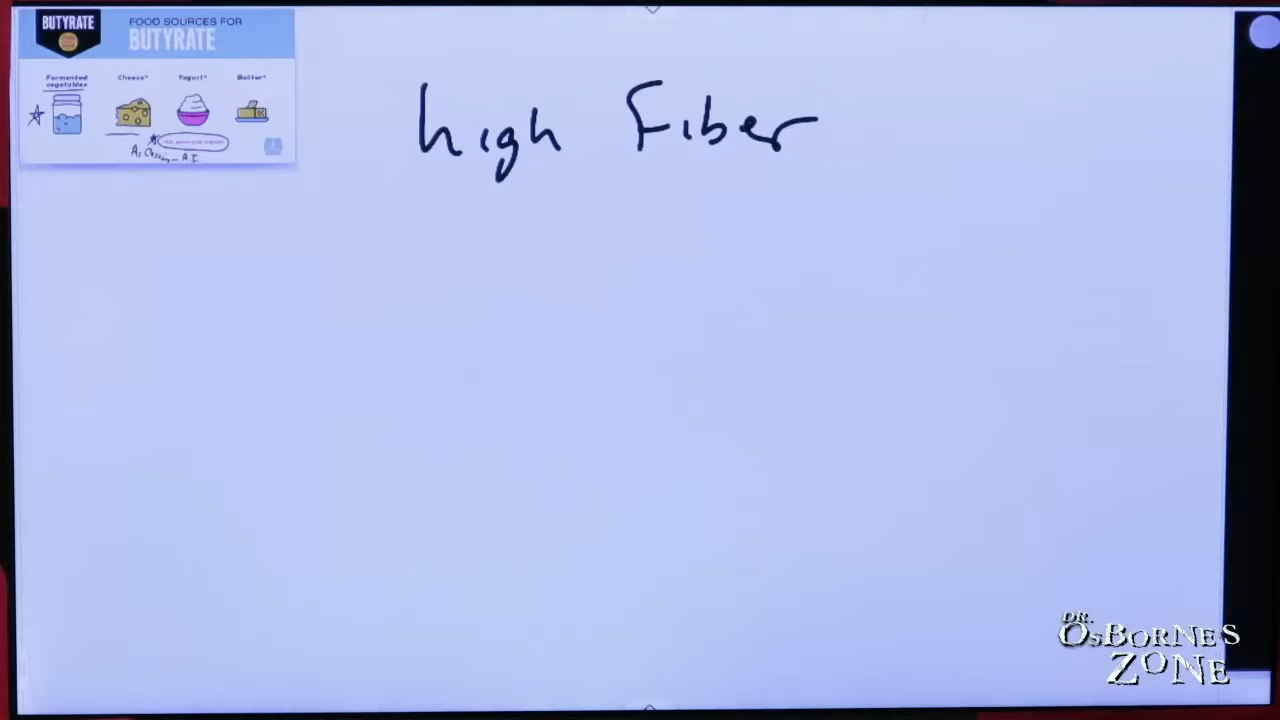 BUTYRATE
FOOD SOURCES FOR
BUTYRATE
Fermented vegetables
Cheese*
Yogurt*
Butter*
high Fiber
DR.
OSBORNE'S
ZONE